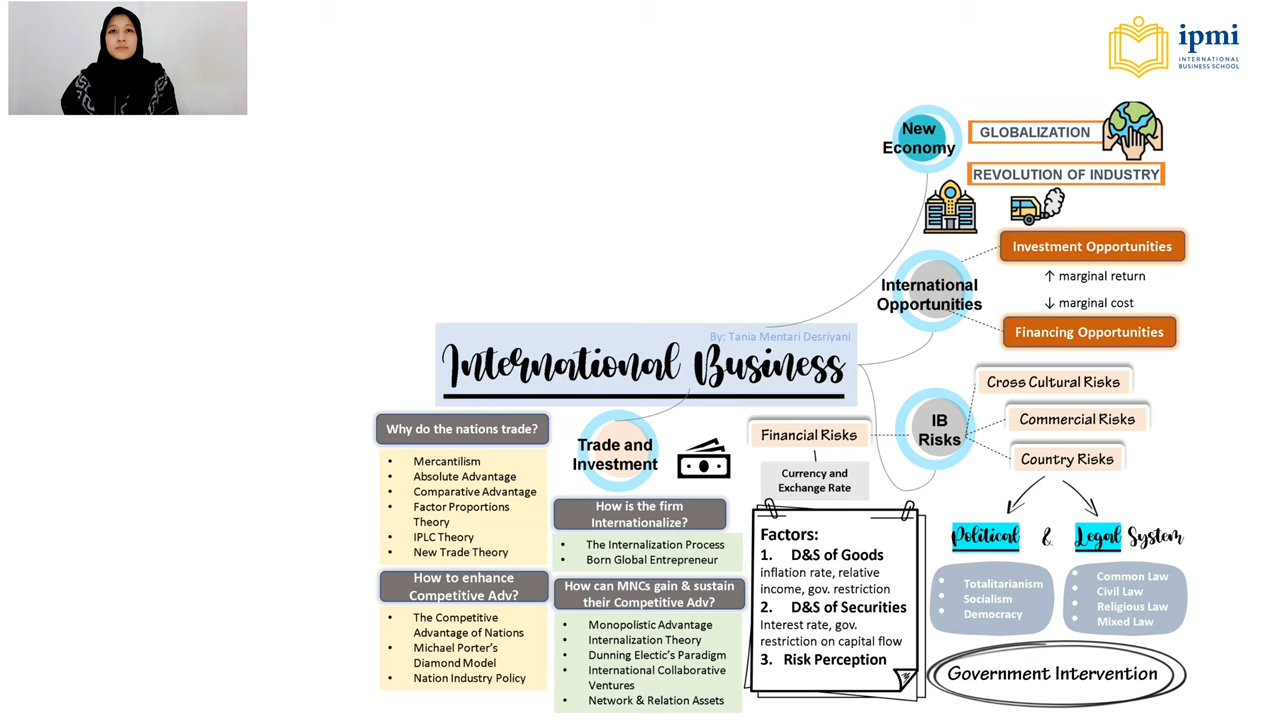 ipmi
INTERNATIONAL
BUSINESS SCHOOL
New
Economy
GLOBALIZATION
REVOLUTION OF INDUSTRY
International
Opportunities
Investment Opportunities
↑ marginal return
↓ marginal cost
Financing Opportunities
By: Tania Mentari Desriyani
International Business
IB
Risks
Cross Cultural Risks
Commercial Risks
Country Risks
Financial Risks
Currency and
Exchange Rate
Trade and
Investment
Why do the nations trade?
• Mercantilism
• Absolute Advantage
• Comparative Advantage
• Factor Proportions
Theory
• IPLC Theory
• New Trade Theory
How to enhance
Competitive Adv?
• The Competitive
Advantage of Nations
• Michael Porter's
Diamond Model
• Nation Industry Policy
How is the firm
Internationalize?
• The Internalization Process
• Born Global Entrepreneur
How can MNCs gain & sustain
their Competitive Adv?
• Monopolistic Advantage
• Internalization Theory
• Dunning Electic's Paradigm
• International Collaborative
Ventures
• Network & Relation Assets
Factors:
1. D&S of Goods
inflation rate, relative
income, gov. restriction
2. D&S of Securities
Interest rate, gov.
restriction on capital flow
3. Risk Perception
Political & Legal System
• Totalitarianism
• Socialism
• Democracy
• Common Law
• Civil Law
• Religious Law
• Mixed Law
Government Intervention